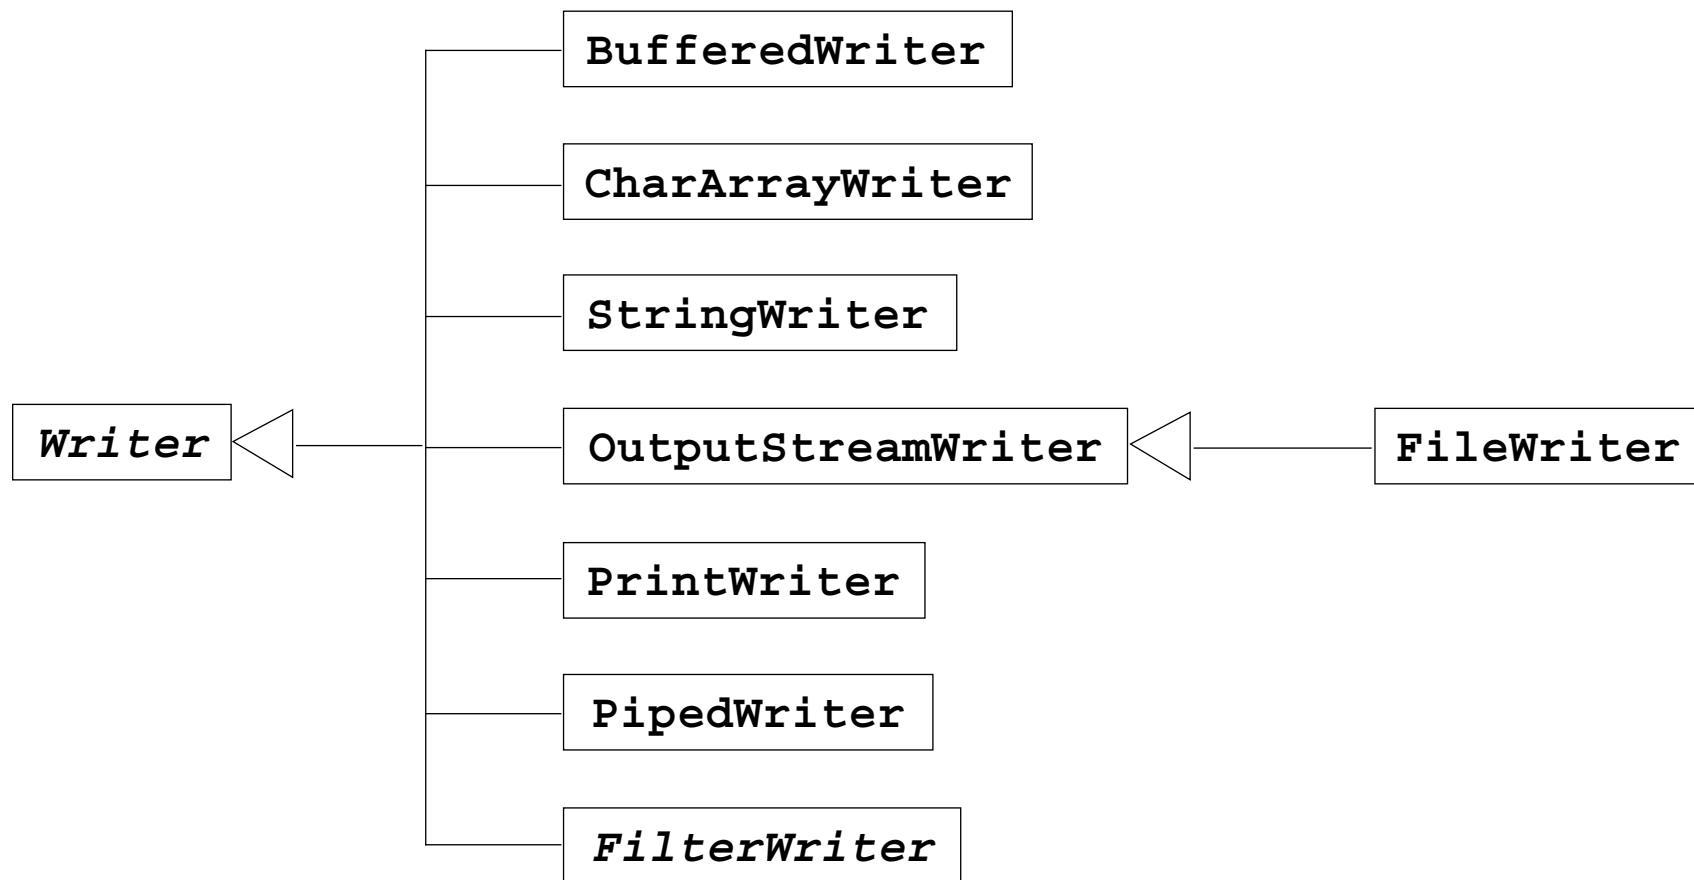 BufferedWriter
CharArrayWriter
StringWriter
Writer
OutputStreamWriter
FileWriter
PrintWriter
PipedWriter
FilterWriter